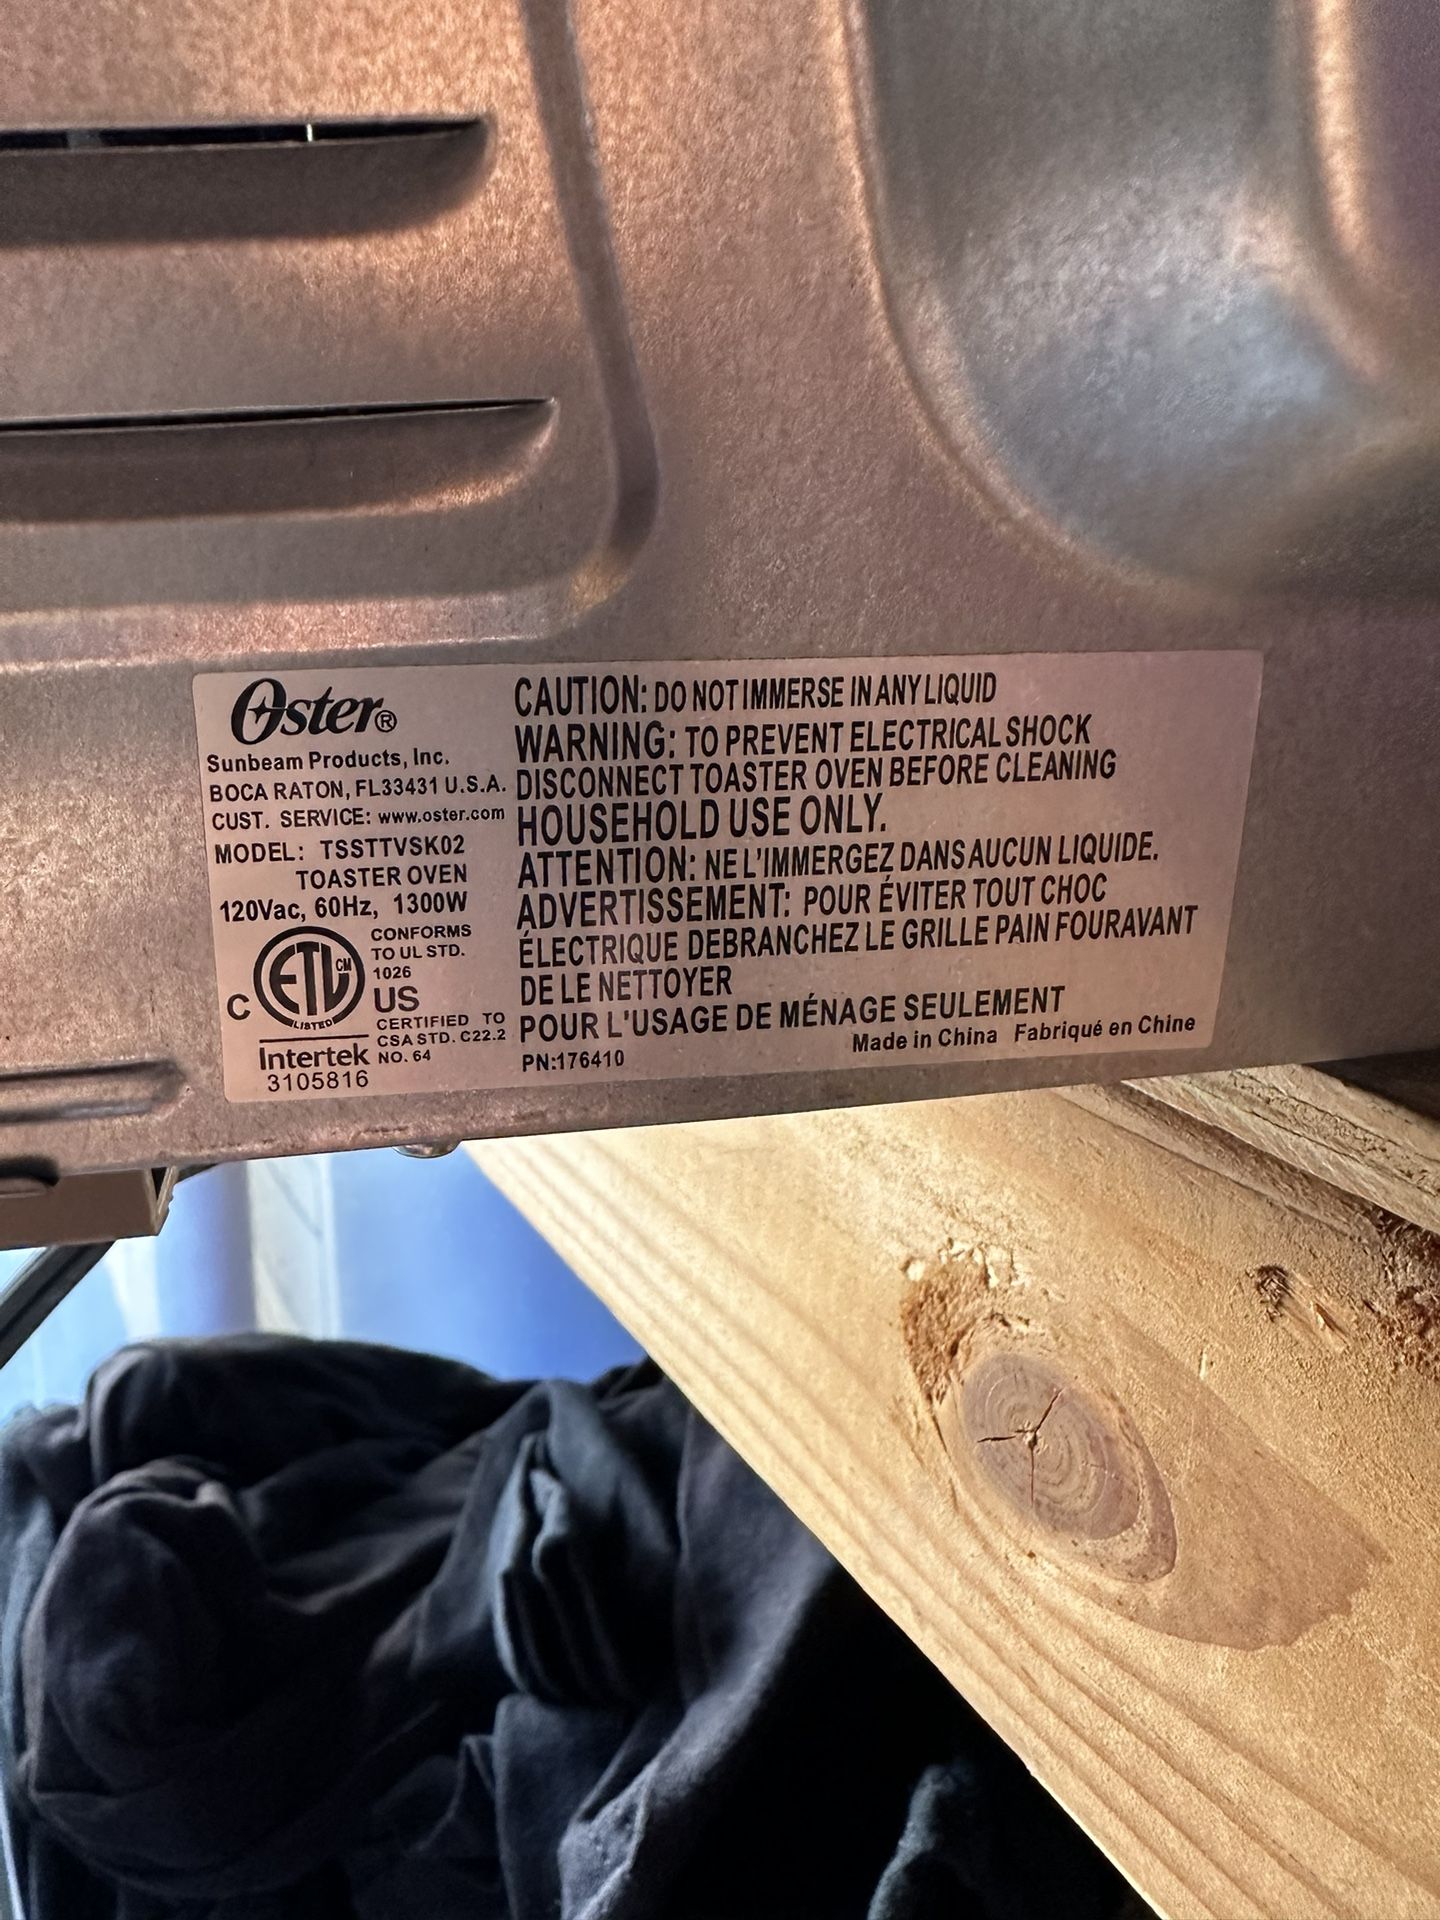 Oster®
Sunbeam Products, Inc.
BOCA RATON, FL33431 U.S.A.
CUST. SERVICE: www.oster.com
MODEL: TSSTTVSK02
TOASTER OVEN
120Vac, 60Hz, 1300W
C
ETL CM
LISTED
CONFORMS
TO UL STD.
1026
US
CERTIFIED TO
CSA STD. C22.2
NO. 64
Intertek
3105816
CAUTION: DO NOT IMMERSE IN ANY LIQUID
WARNING: TO PREVENT ELECTRICAL SHOCK
DISCONNECT TOASTER OVEN BEFORE CLEANING
HOUSEHOLD USE ONLY.
ATTENTION: NE L'IMMERGEZ DANS AUCUN LIQUIDE.
ADVERTISSEMENT: POUR ÉVITER TOUT CHOC
ÉLECTRIQUE DEBRANCHEZ LE GRILLE PAIN FOURAVANT
DE LE NETTOYER
POUR L'USAGE DE MÉNAGE SEULEMENT
Made in China Fabriqué en Chine
PN:176410